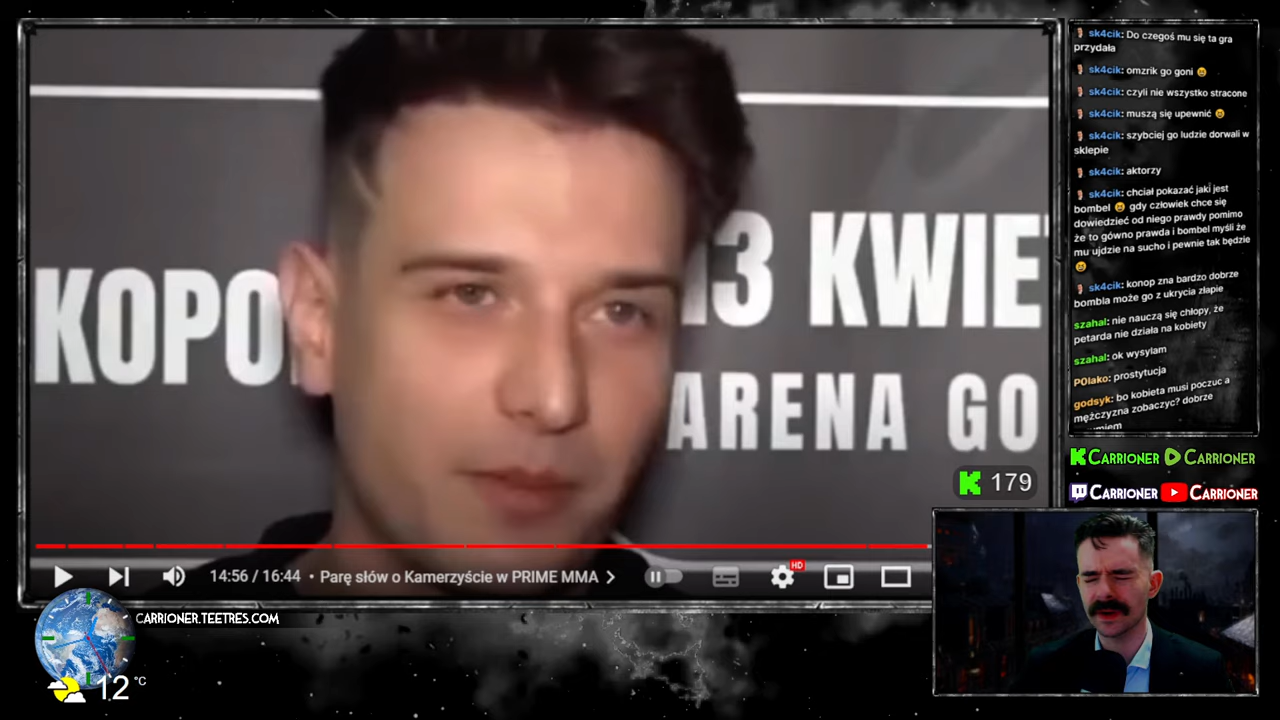 KOPO
13 KWIE
ARENA GO
K 179
14:56 / 16:44 • Parę słów o Kamerzyście w PRIME MMA
HD
CARRIONER.TEETRES.COM
12 °C
sk4cik: Do czegoś mu się ta gra
przydała
sk4cik: omzrik go goni
sk4cik: czyli nie wszystko stracone
sk4cik: muszą się upewnić
sk4cik: szybciej go ludzie dorwali w
sklepie
sk4cik: aktorzy
sk4cik: chciał pokazać jaki jest
bombel 😆 gdy człowiek chce się
dowiedzieć od niego prawdy pomimo
że to gówno prawda i bombel myśli że
mu ujdzie na sucho i pewnie tak będzie
sk4cik: konop zna bardzo dobrze
bombla może go z ukrycia złapie
szahal: nie nauczą się chłopy, że
petarda nie działa na kobiety
szahal: ok wysylam
P0lako: prostytucja
godsyk: bo kobieta musi poczuc a
mężczyzna zobaczyc? dobrze
K CARRIONER CARRIONER
CARRIONER CARRIONER